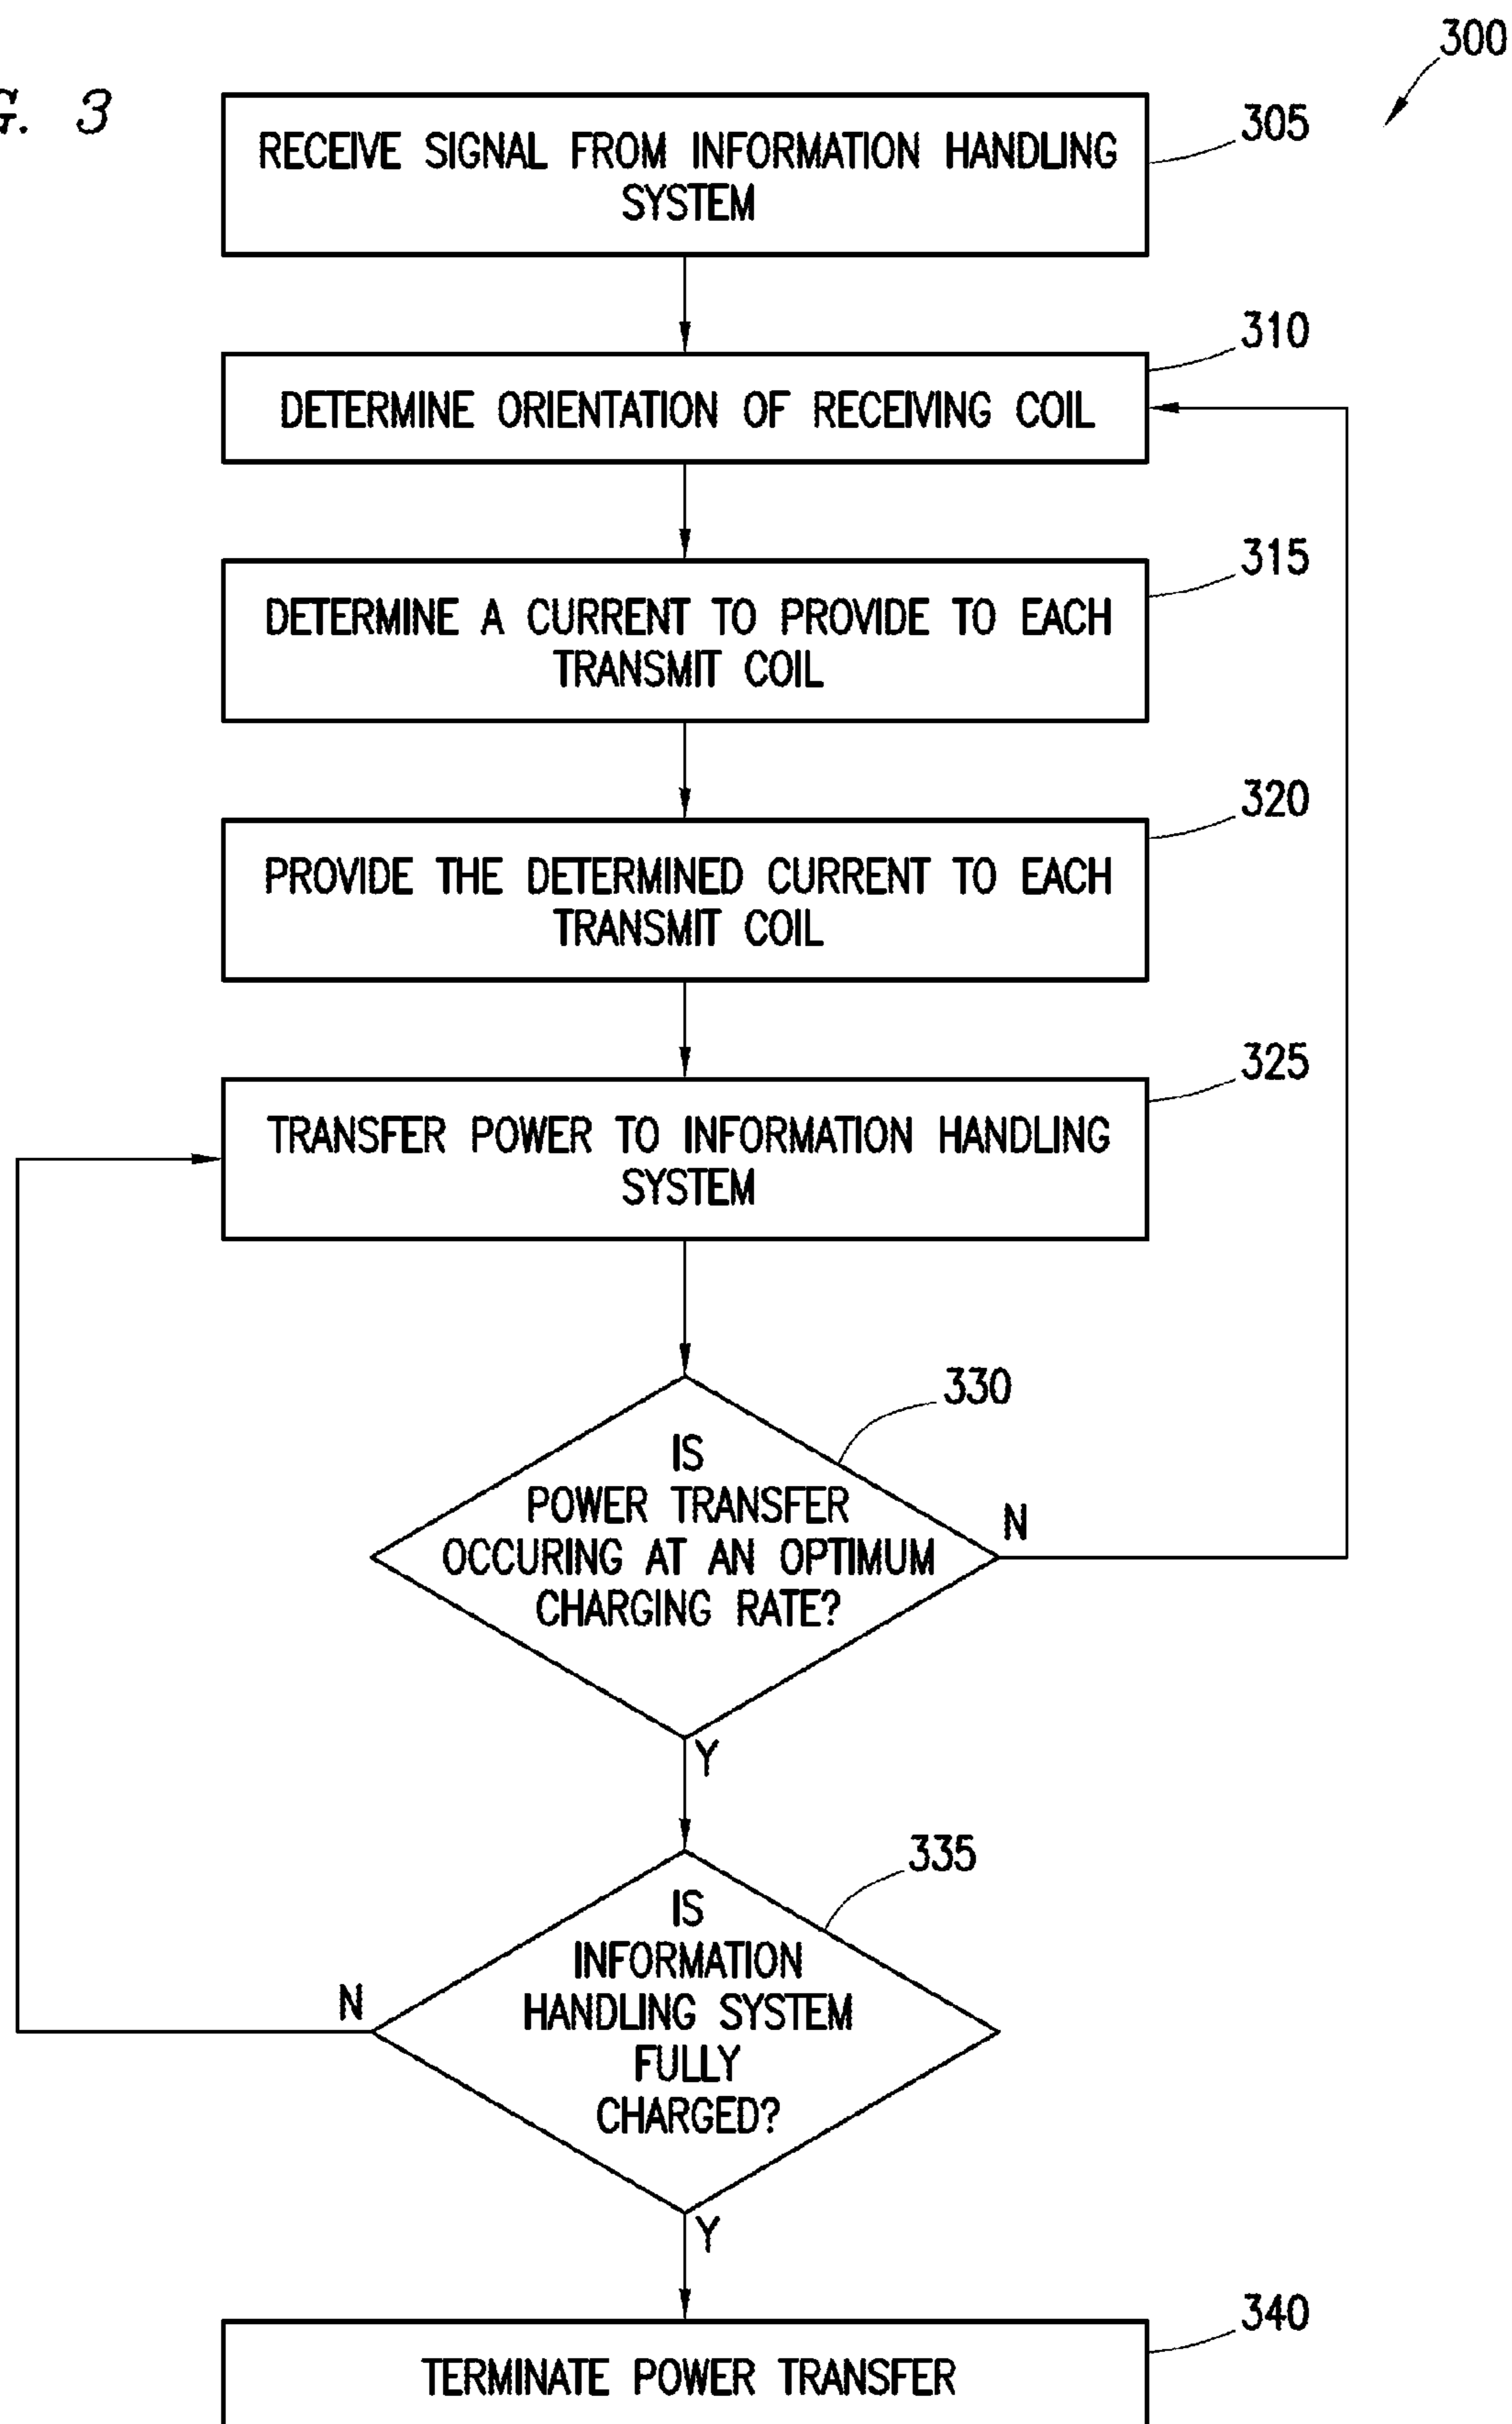 300
G. 3
305
RECEIVE SIGNAL FROM INFORMATION HANDLING
SYSTEM
310
DETERMINE ORIENTATION OF RECEIVING COIL
315
DETERMINE A CURRENT TO PROVIDE TO EACH
TRANSMIT COIL
320
PROVIDE THE DETERMINED CURRENT TO EACH
TRANSMIT COIL
325
TRANSFER POWER TO INFORMATION HANDLING
SYSTEM
330
IS
POWER TRANSFER
OCCURING AT AN OPTIMUM
CHARGING RATE?
N
Y
335
IS
INFORMATION
HANDLING SYSTEM
FULLY
CHARGED?
N
Y
340
TERMINATE POWER TRANSFER